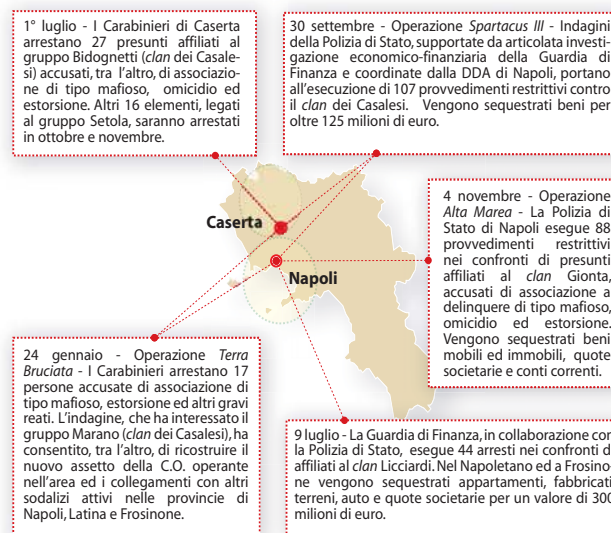 1° luglio - I Carabinieri di Caserta
arrestano 27 presunti affiliati al
gruppo Bidognetti (clan dei Casale-
si) accusati, tra l'altro, di associazio-
ne di tipo mafioso, omicidio ed
estorsione. Altri 16 elementi, legati
al gruppo Setola, saranno arrestati
in ottobre e novembre.
30 settembre - Operazione Spartacus III - Indagini
della Polizia di Stato, supportate da articolata investi-
gazione economico-finanziaria della Guardia di
Finanza e coordinate dalla DDA di Napoli, portano
all'esecuzione di 107 provvedimenti restrittivi contro
il clan dei Casalesi. Vengono sequestrati beni per
oltre 125 milioni di euro.
Caserta
Napoli
4 novembre - Operazione
Alta Marea - La Polizia di
Stato di Napoli esegue 88
provvedimenti restrittivi
nei confronti di presunti
affiliati al clan Gionta,
accusati di associazione a
delinquere di tipo mafioso,
omicidio ed estorsione.
Vengono sequestrati beni
mobili ed immobili, quote
societarie e conti correnti.
24 gennaio - Operazione Terra
Bruciata - I Carabinieri arrestano 17
persone accusate di associazione di
tipo mafioso, estorsione ed altri gravi
reati. L'indagine, che ha interessato il
gruppo Marano (clan dei Casalesi), ha
consentito, tra l'altro, di ricostruire il
nuovo assetto della C.O. operante
nell'area ed i collegamenti con altri
sodalizi attivi nelle provincie di
Napoli, Latina e Frosinone.
9 luglio - La Guardia di Finanza, in collaborazione con
la Polizia di Stato, esegue 44 arresti nei confronti d
affiliati al clan Licciardi. Nel Napoletano ed a Frosino
ne vengono sequestrati appartamenti, fabbricati
terreni, auto e quote societarie per un valore di 300
milioni di euro.